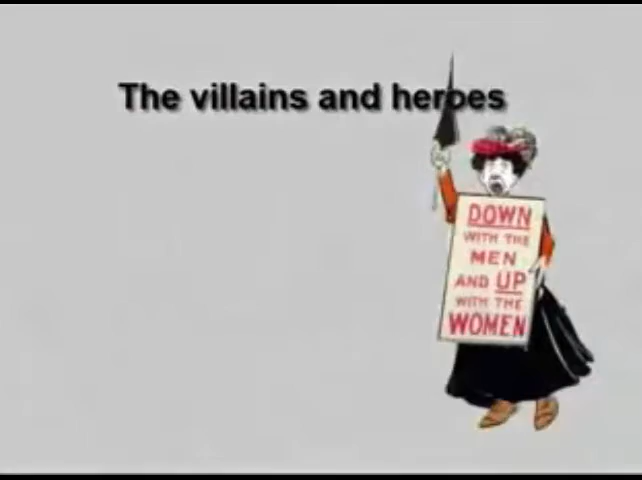 The villains and heroes
DOWN
WITH THE
MEN
AND UP
WITH THE
WOMEN